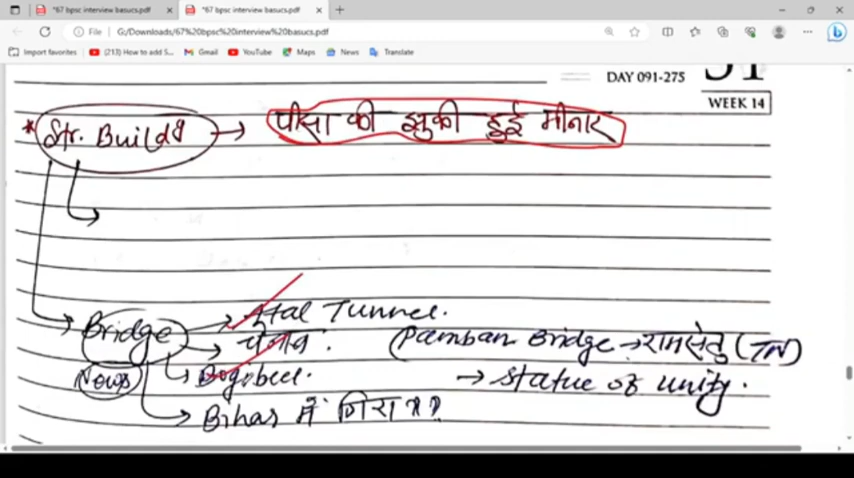 *67 bpsc interview basucs.pdf
*67 bpsc interview basucs.pdf
File G:/Downloads/67%20bpsc%20interview%20basucs.pdf
Import favorites
(213) How to add S...
Gmail
YouTube
Maps
News
Translate
DAY 091-275
WEEK 14
* Str. Build → पीसा की झुकी हुई मीनार
Bridge → Atal Tunnel.
→ चेनाब. (Pamban Bridge → रामसेतु (TN)
News → Bogibeel. → Statue of unity.
→ Bihar में गिरा ??